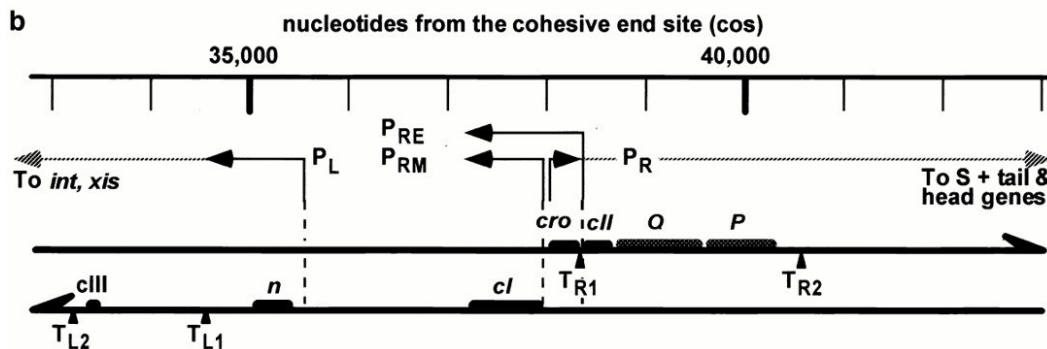 b
nucleotides from the cohesive end site (cos)
35,000 40,000
PRE
PL PRM PR
To int, xis To S + tail &
head genes
cro cII Q P
TR1 TR2
cIII n cI
TL2 TL1